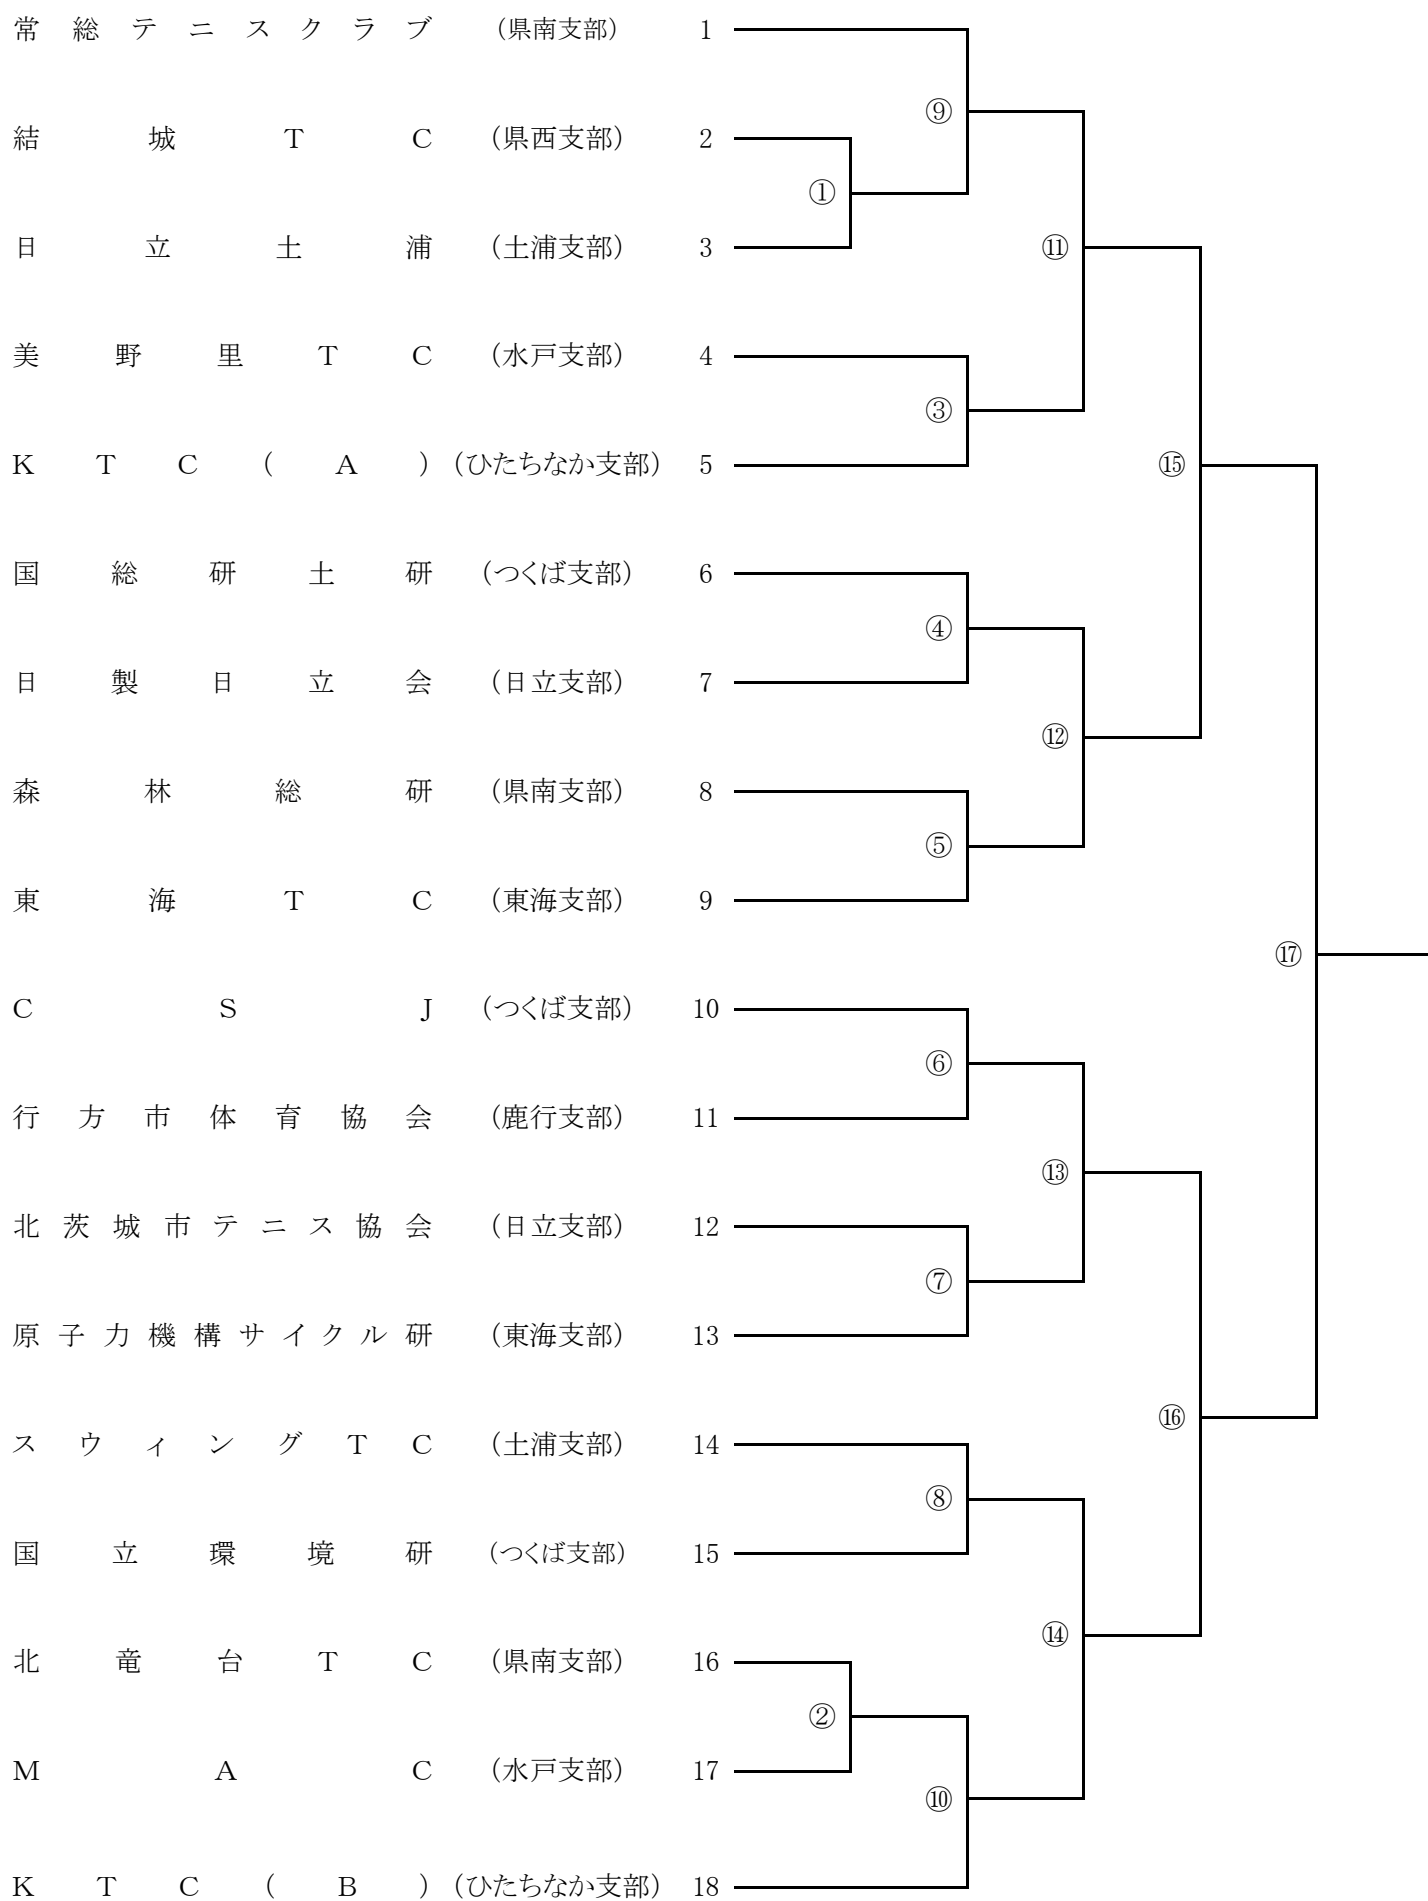 常総テニスクラブ (県南支部) 1
⑨
結城TC (県西支部) 2
①
日立土浦 (土浦支部) 3
⑪
美野里TC (水戸支部) 4
③
KTC(A) (ひたちなか支部) 5
⑮
国総研土研 (つくば支部) 6
④
日製日立会 (日立支部) 7
⑫
森林総研 (県南支部) 8
⑤
東海TC (東海支部) 9
⑰
CSJ (つくば支部) 10
⑥
行方市体育協会 (鹿行支部) 11
⑬
北茨城市テニス協会 (日立支部) 12
⑦
原子力機構サイクル研 (東海支部) 13
⑯
スウィングTC (土浦支部) 14
⑧
国立環境研 (つくば支部) 15
⑭
北竜台TC (県南支部) 16
②
MAC (水戸支部) 17
⑩
KTC(B) (ひたちなか支部) 18